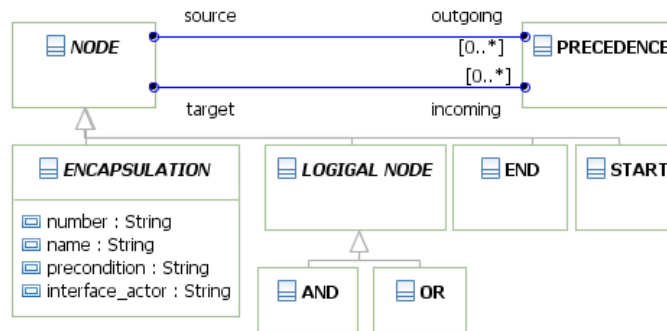 source
outgoing
NODE
[0..*]
PRECEDENCE
[0..*]
target
incoming
ENCAPSULATION
LOGIGAL NODE
END
START
number : String
name : String
precondition : String
interface_actor : String
AND
OR